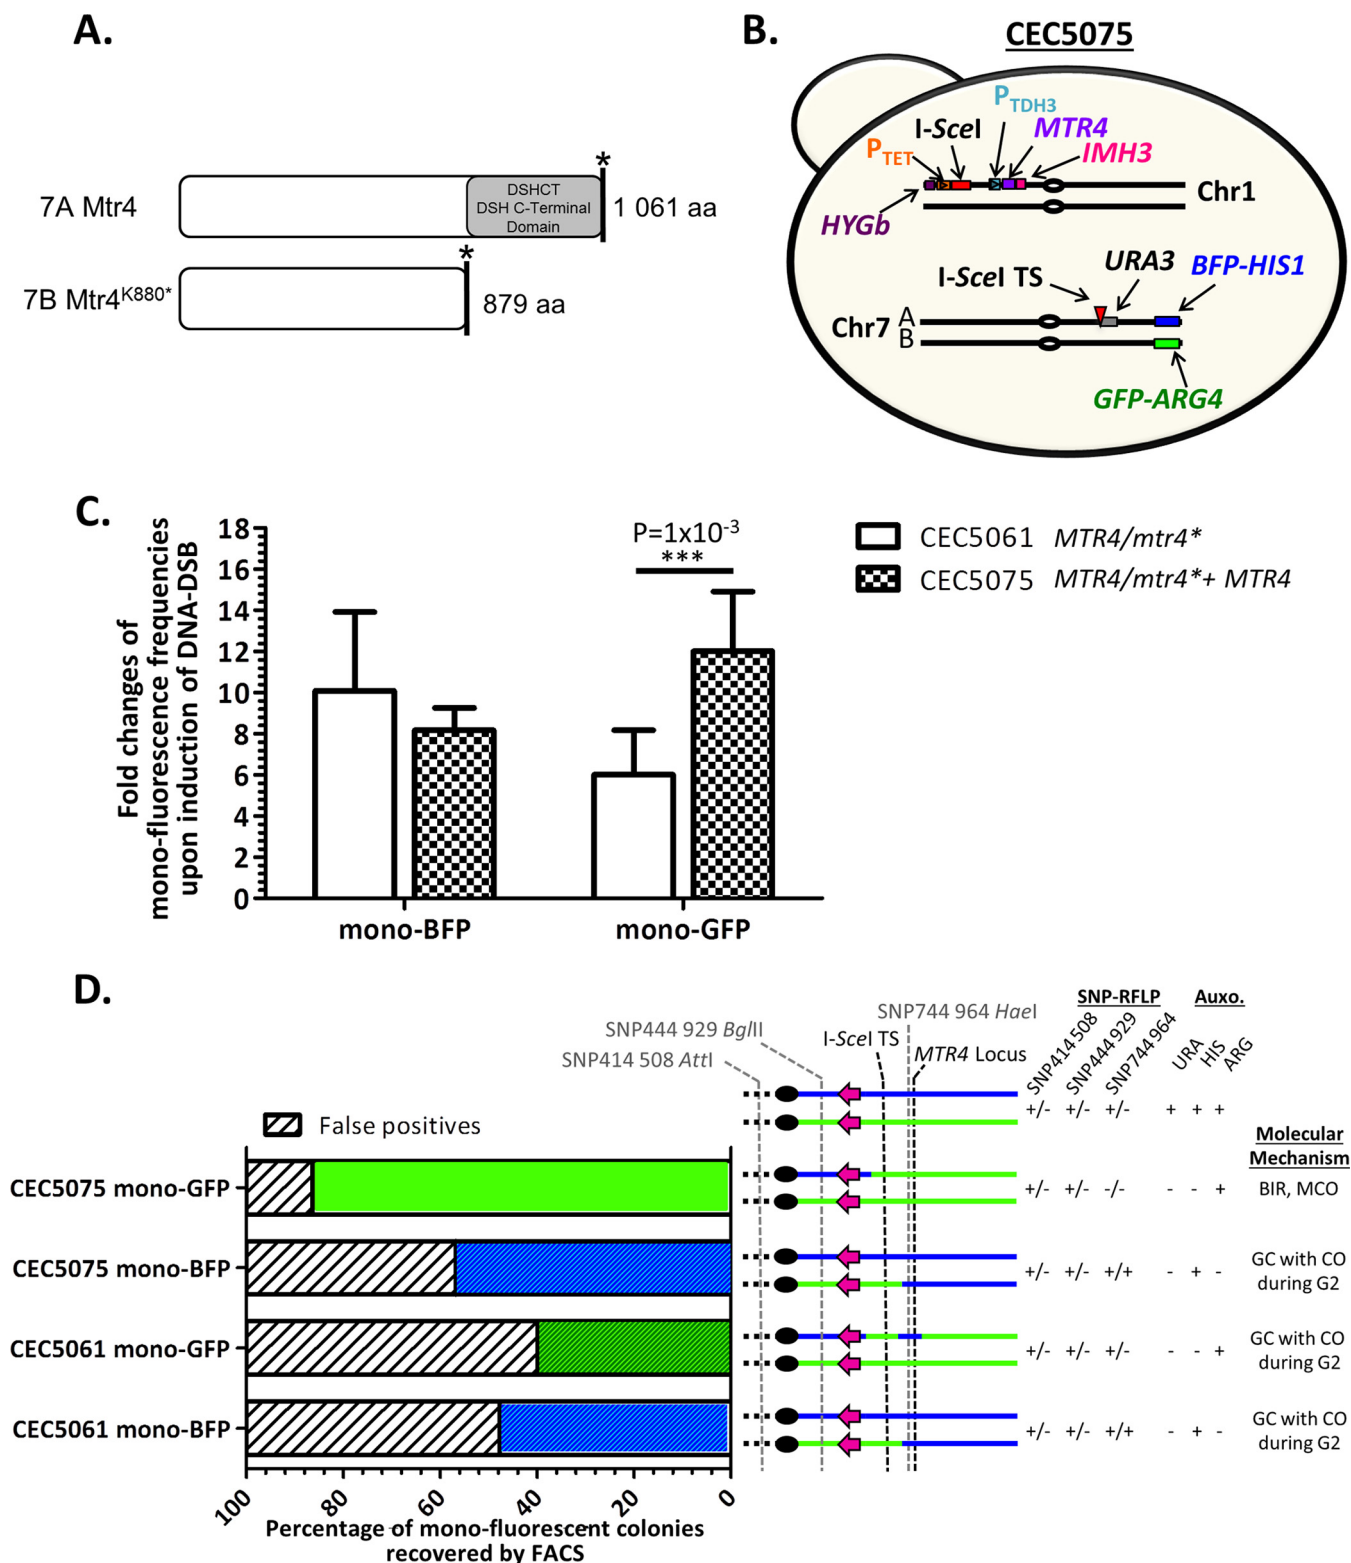 A.
DSHCT
DSH C-Terminal
Domain
*
7A Mtr4
1 061 aa
*
7B Mtr4K880*
879 aa
B.
CEC5075
PTDH3
I-SceI
MTR4
PTET
IMH3
Chr1
HYGb
URA3
BFP-HIS1
I-SceI TS
Chr7
A
B
GFP-ARG4
C.
Fold changes of
mono-fluorescence frequencies
upon induction of DNA-DSB
18
16
14
12
10
8
6
4
2
0
P=1x10-3
***
mono-BFP
mono-GFP
CEC5061 MTR4/mtr4*
CEC5075 MTR4/mtr4*+ MTR4
D.
SNP-RFLP
Auxo.
SNP744 964 HaeI
SNP444 929 BglII
I-SceI TS
SNP414 508 AttI
MTR4 Locus
SNP414 508
SNP444 929
SNP744 964
URA
HIS
ARG
+/- +/- +/- + + +
False positives
Molecular
Mechanism
CEC5075 mono-GFP
+/- +/- -/- - - +
BIR, MCO
CEC5075 mono-BFP
+/- +/- +/+ - + -
GC with CO
during G2
CEC5061 mono-GFP
+/- +/- +/- - - +
GC with CO
during G2
CEC5061 mono-BFP
+/- +/- +/+ - + -
GC with CO
during G2
100
80
60
40
20
0
Percentage of mono-fluorescent colonies
recovered by FACS